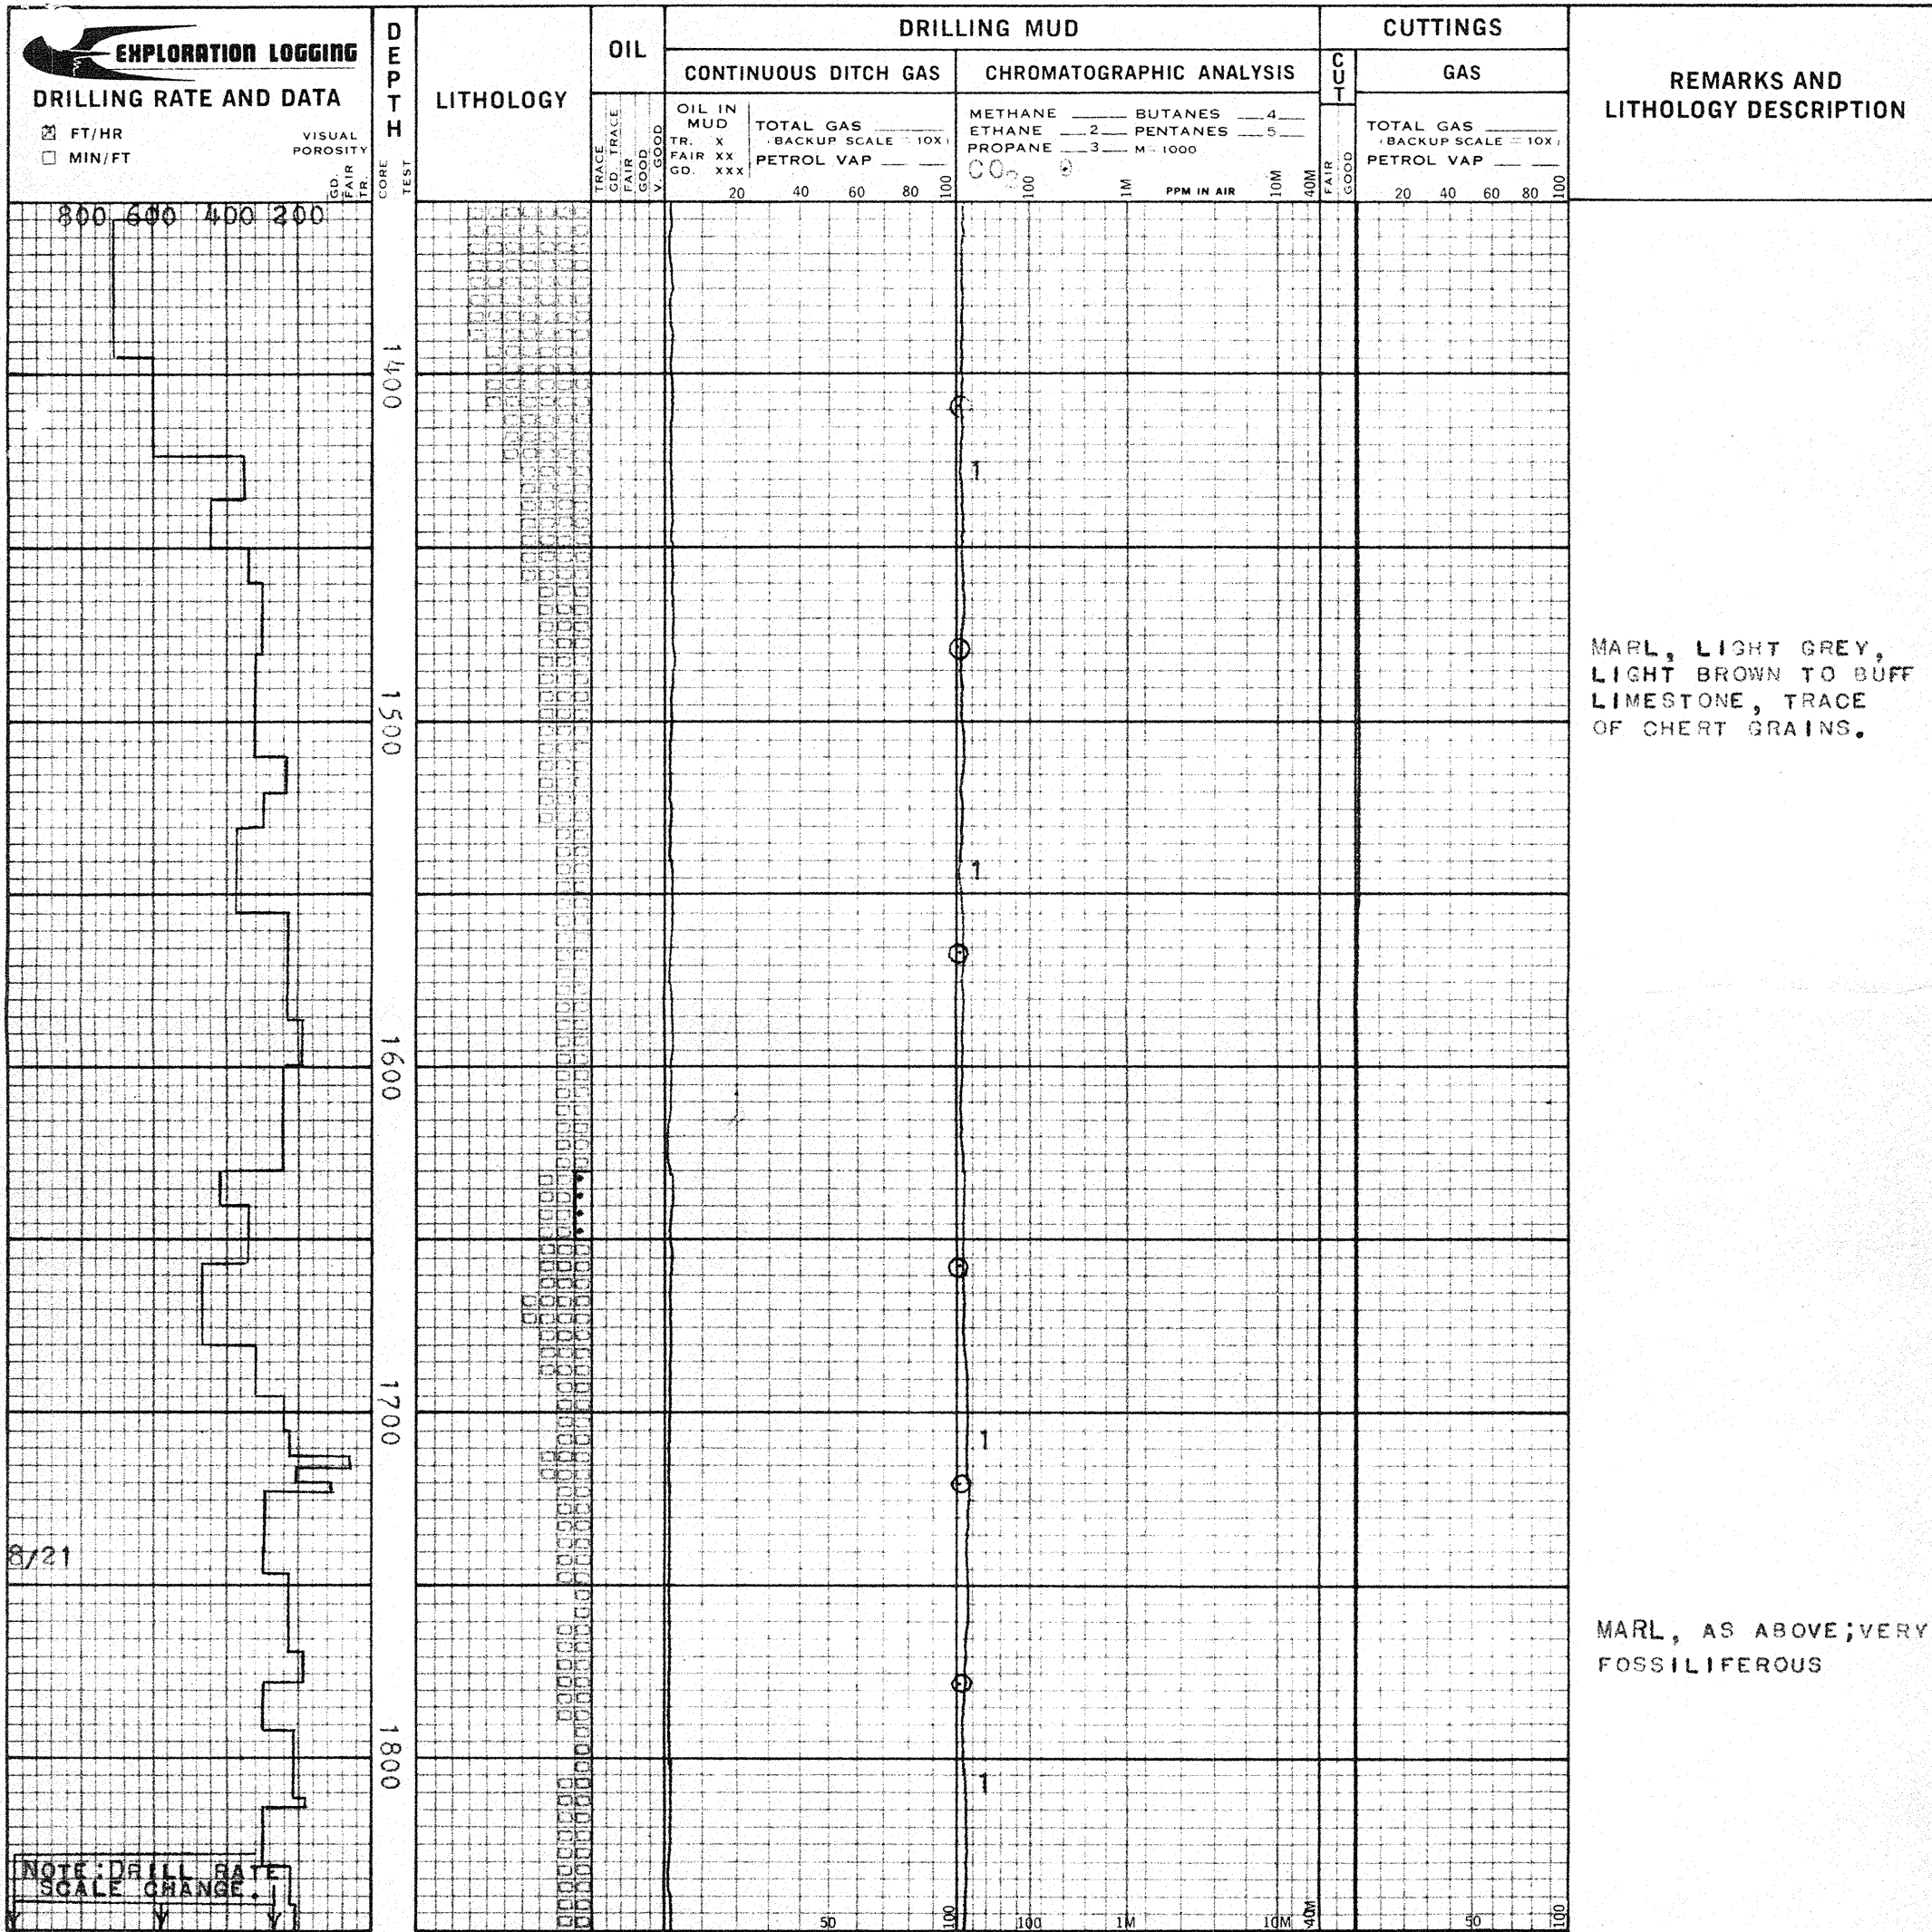 EXPLORATION LOGGING
DRILLING RATE AND DATA
FT/HR
MIN/FT
VISUAL
POROSITY
GD.
FAIR
TR.
DEPTH
CORE
TEST
LITHOLOGY
OIL
TRACE
GD. TRACE
FAIR
GOOD
V. GOOD
DRILLING MUD
CONTINUOUS DITCH GAS
OIL IN
MUD
TR. X
FAIR XX
GD. XXX
TOTAL GAS
(BACKUP SCALE = 10X)
PETROL VAP
20 40 60 80 100
CHROMATOGRAPHIC ANALYSIS
METHANE BUTANES 4
ETHANE 2 PENTANES 5
PROPANE 3 M=1000
CO2
100 1M PPM IN AIR 10M 40M
CUTTINGS
CUT
FAIR
GOOD
GAS
TOTAL GAS
(BACKUP SCALE = 10X)
PETROL VAP
20 40 60 80 100
REMARKS AND
LITHOLOGY DESCRIPTION
800 600 400 200
1400
1
MARL, LIGHT GREY,
LIGHT BROWN TO BUFF
LIMESTONE, TRACE
OF CHERT GRAINS.
1500
1
1600
1700
1
8/21
MARL, AS ABOVE;VERY
FOSSILIFEROUS
1800
1
NOTE:DRILL RATE
SCALE CHANGE.
50 100 100 1M 10M 40M 50 100